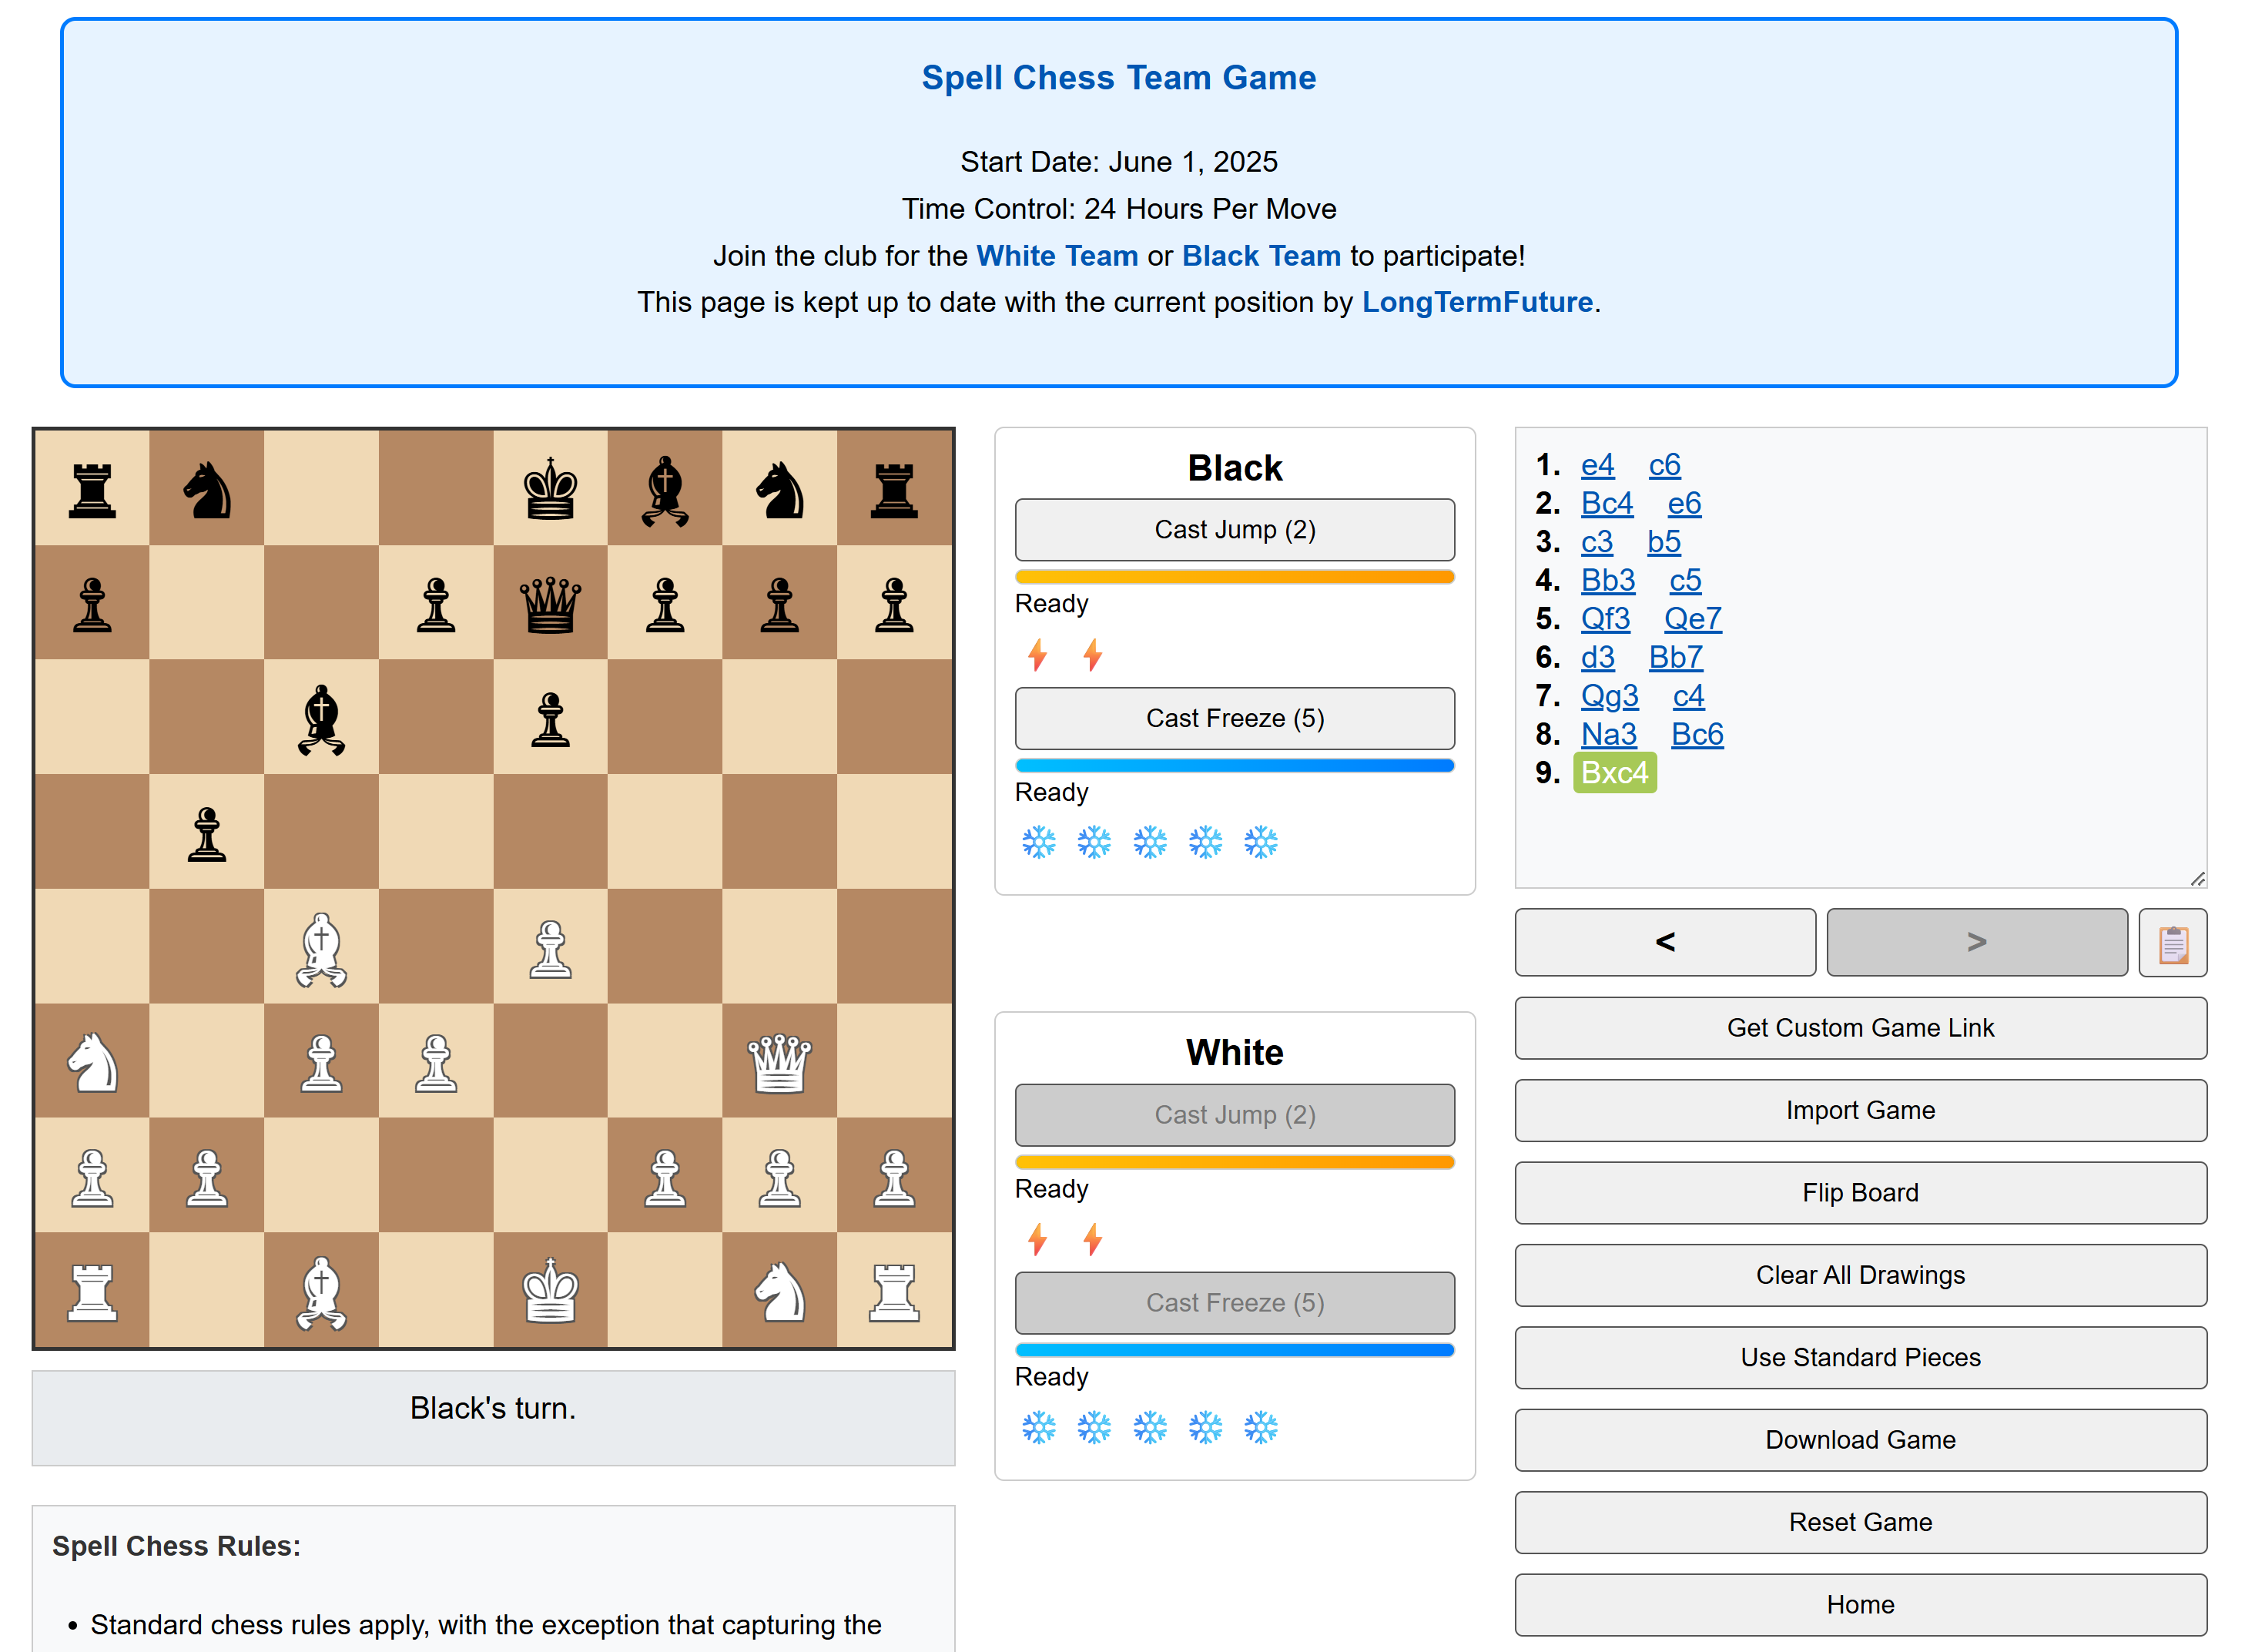 Spell Chess Team Game
Start Date: June 1, 2025
Time Control: 24 Hours Per Move
Join the club for the White Team or Black Team to participate!
This page is kept up to date with the current position by LongTermFuture.
Black's turn.
Spell Chess Rules:
• Standard chess rules apply, with the exception that capturing the
Black
Cast Jump (2)
Ready
Cast Freeze (5)
Ready
White
Cast Jump (2)
Ready
Cast Freeze (5)
Ready
1. e4 c6
2. Bc4 e6
3. c3 b5
4. Bb3 c5
5. Qf3 Qe7
6. d3 Bb7
7. Qg3 c4
8. Na3 Bc6
9. Bxc4
< >
Get Custom Game Link
Import Game
Flip Board
Clear All Drawings
Use Standard Pieces
Download Game
Reset Game
Home